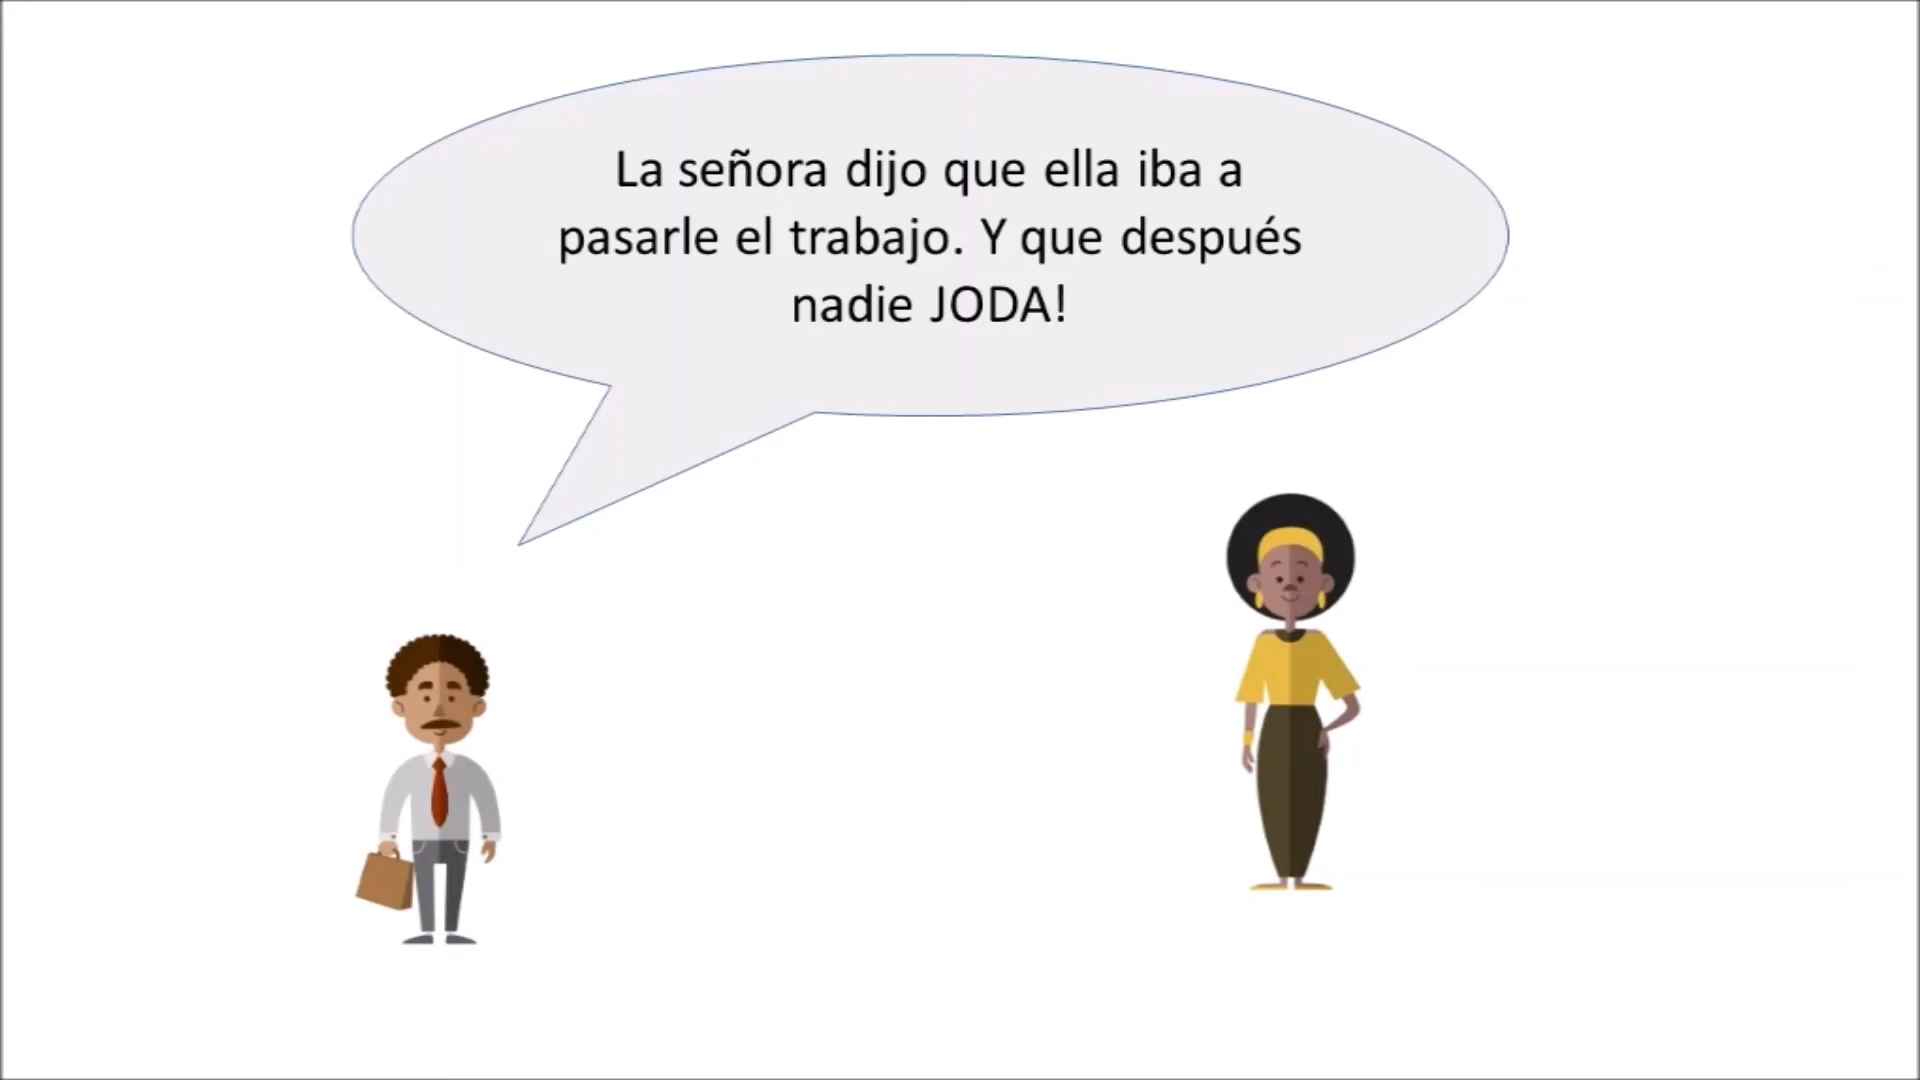 La señora dijo que ella iba a
pasarle el trabajo. Y que después
nadie JODA!